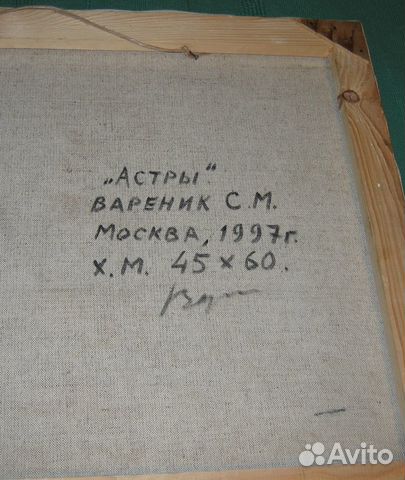 „АСТРЫ"
ВАРЕНИК С.М.
МОСКВА, 1997г.
Х.М. 45 х 60.
Avito